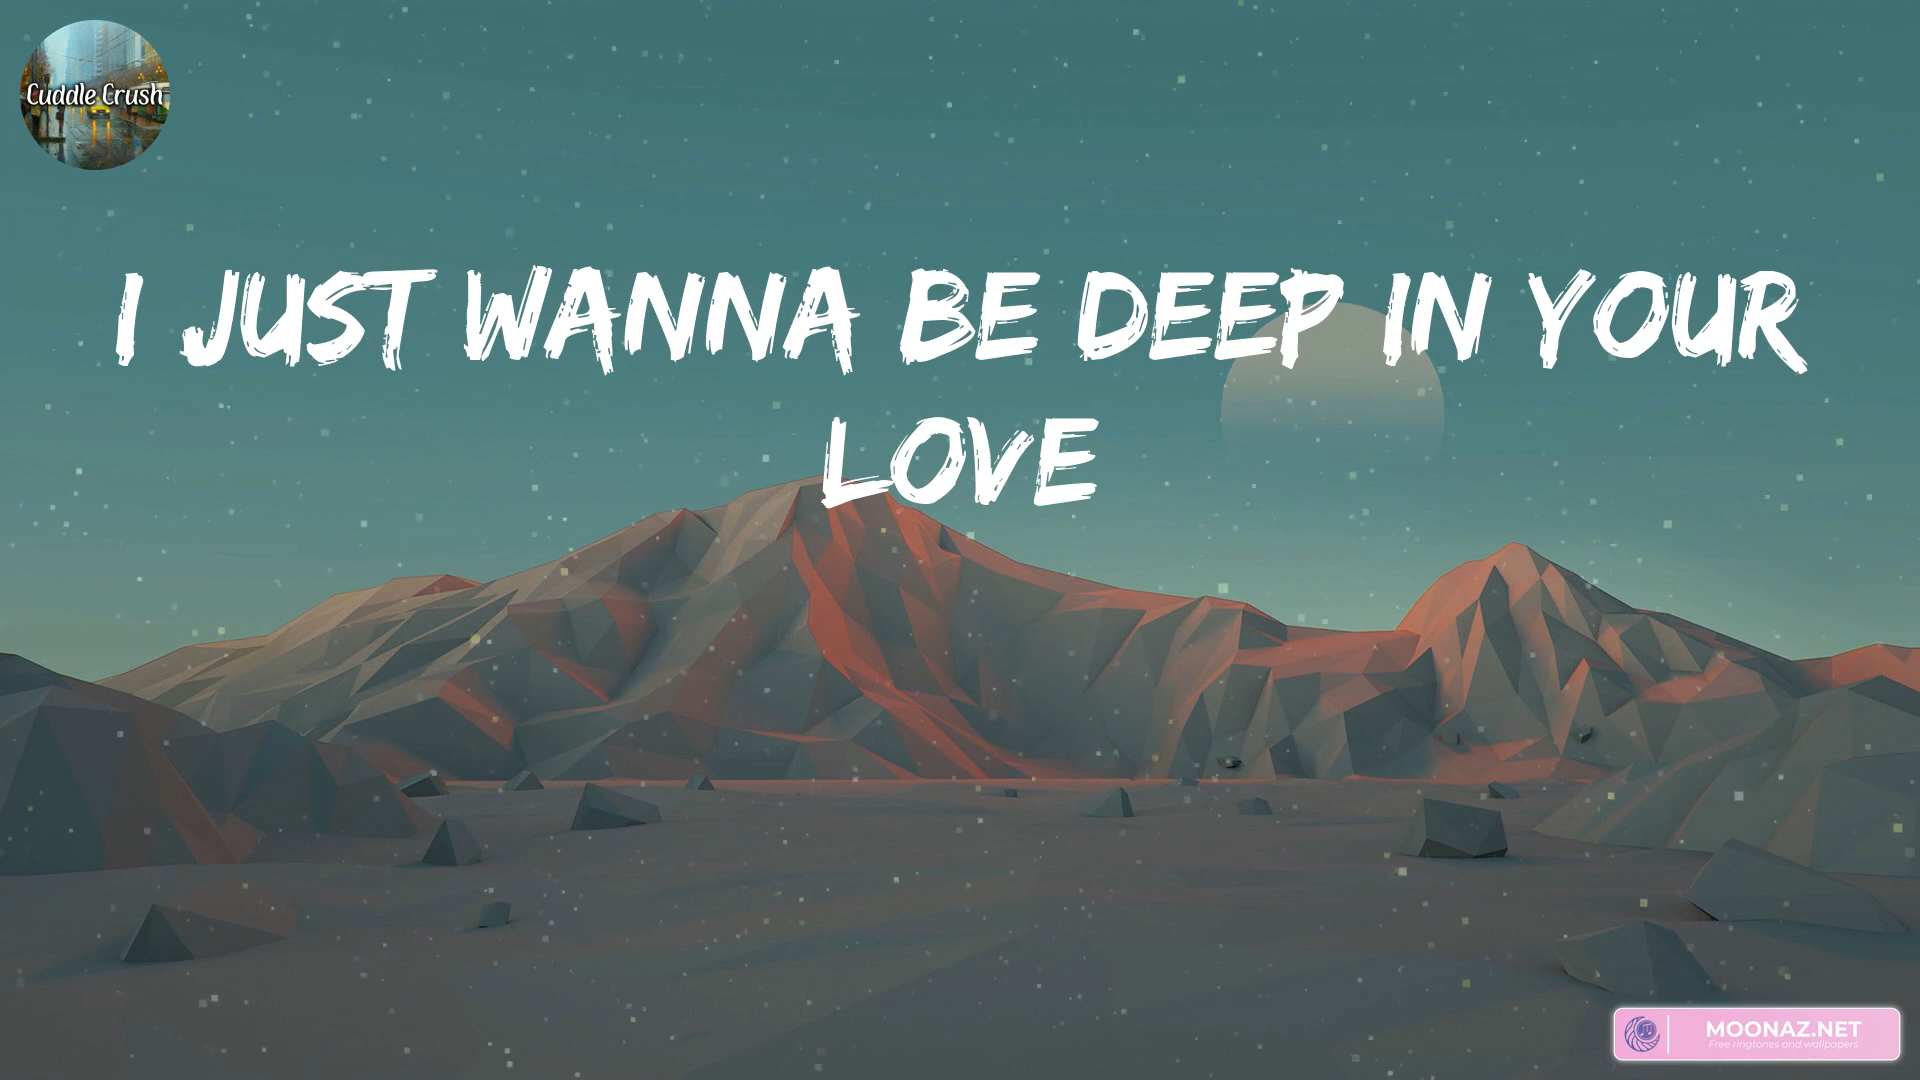 Cuddle Crush
I JUST WANNA BE DEEP IN YOUR
LOVE
MOONAZ.NET
Free ringtones and wallpapers